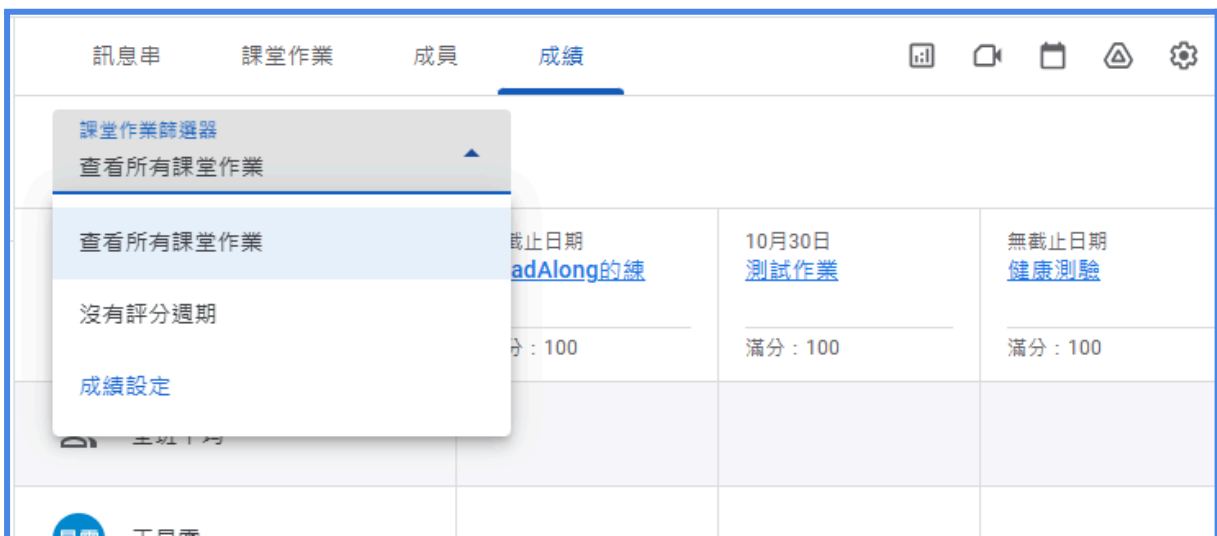 訊息串
課堂作業
成員
成績
課堂作業篩選器
查看所有課堂作業
查看所有課堂作業
沒有評分週期
成績設定
截止日期
adAlong的練
分：100
10月30日
測試作業
滿分：100
無截止日期
健康測驗
滿分：100